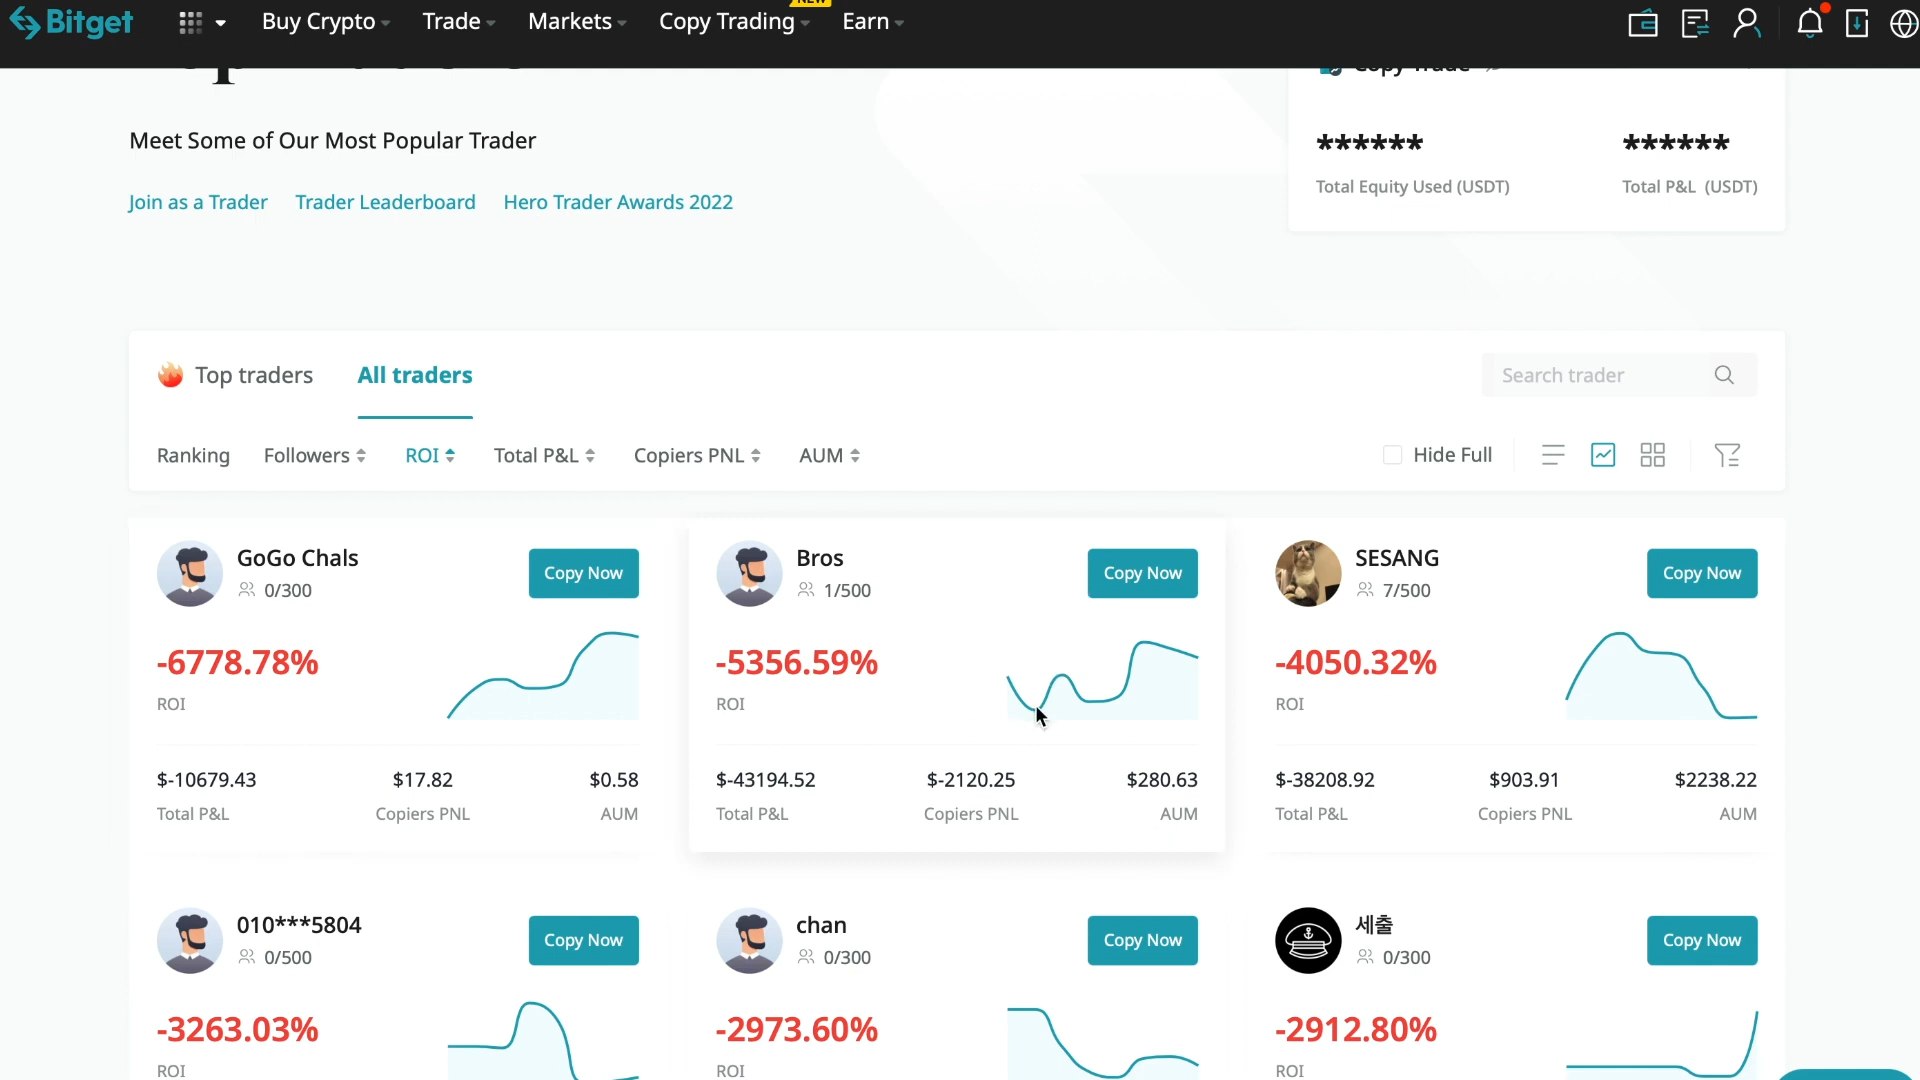 Bitget
Buy Crypto
Trade
Markets
Copy Trading
NEW
Earn
Copy Trade
Meet Some of Our Most Popular Trader
Join as a Trader
Trader Leaderboard
Hero Trader Awards 2022
******
******
Total Equity Used (USDT)
Total P&L (USDT)
Top traders
All traders
Search trader
Ranking
Followers
ROI
Total P&L
Copiers PNL
AUM
Hide Full
GoGo Chals
0/300
Copy Now
-6778.78%
ROI
$-10679.43
$17.82
$0.58
Total P&L
Copiers PNL
AUM
Bros
1/500
Copy Now
-5356.59%
ROI
$-43194.52
$-2120.25
$280.63
Total P&L
Copiers PNL
AUM
SESANG
7/500
Copy Now
-4050.32%
ROI
$-38208.92
$903.91
$2238.22
Total P&L
Copiers PNL
AUM
010***5804
0/500
Copy Now
-3263.03%
ROI
chan
0/300
Copy Now
-2973.60%
ROI
세출
0/300
Copy Now
-2912.80%
ROI